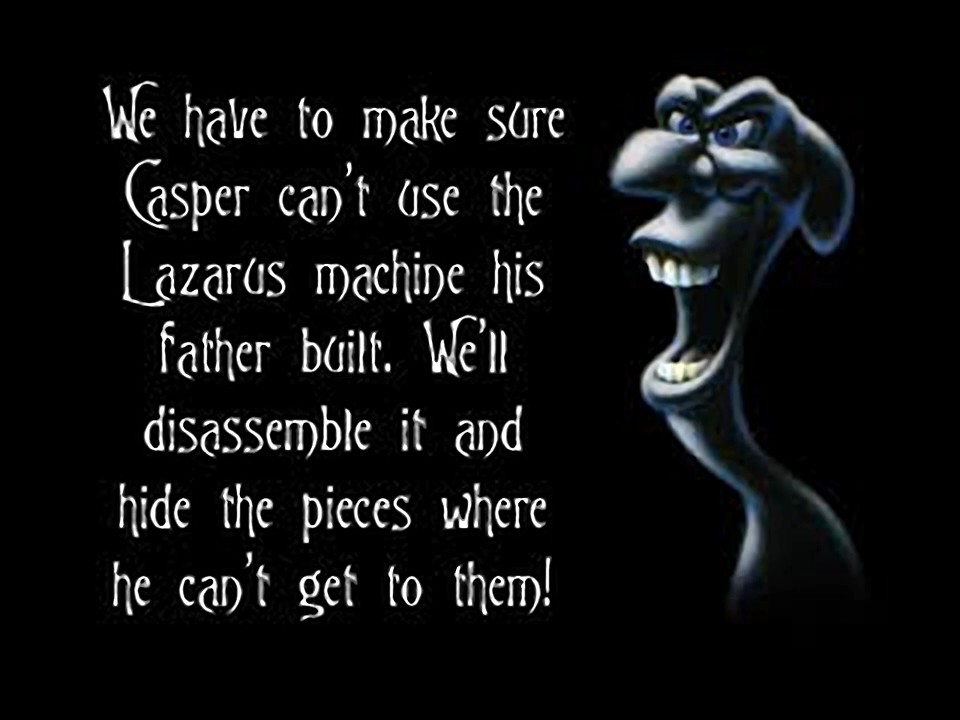 We have to make sure
Casper can't use the
Lazarus machine his
father built. We'll
disassemble it and
hide the pieces where
he can't get to them!